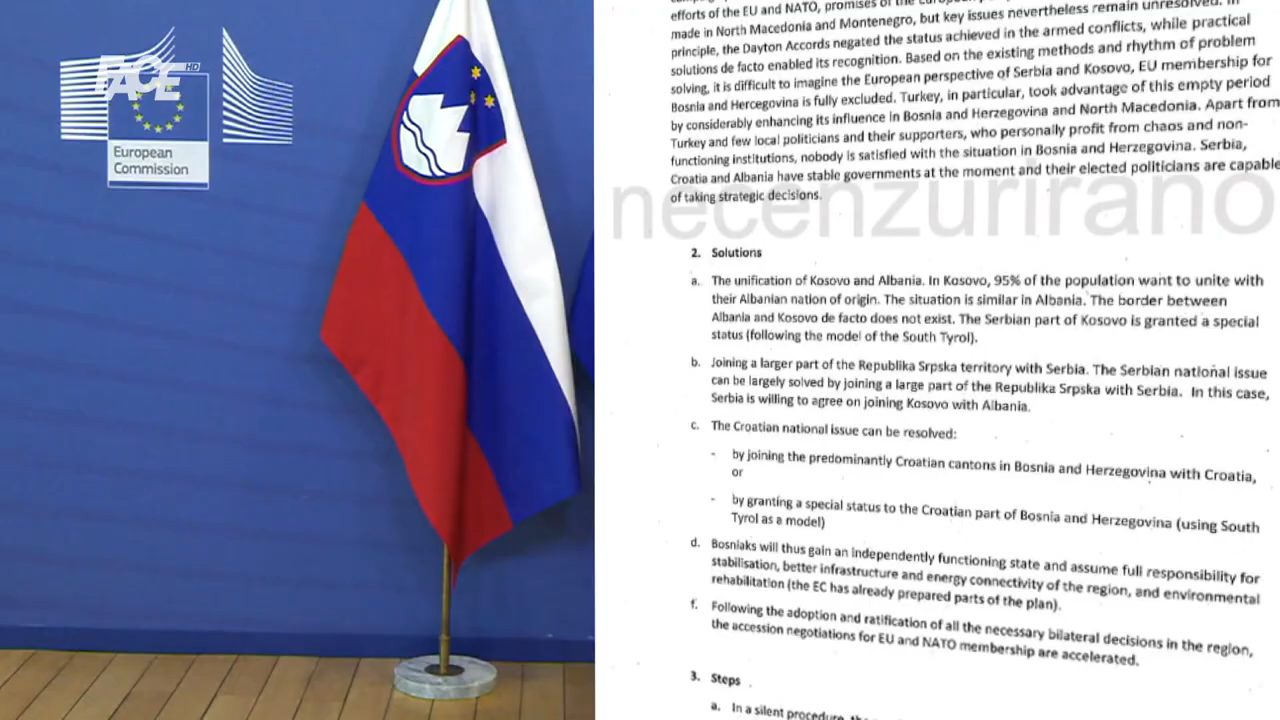 FACE HD
European
Commission
efforts of the EU and NATO, promises of the
made in North Macedonia and Montenegro, but key issues nevertheless remain unresolved. In
principle, the Dayton Accords negated the status achieved in the armed conflicts, while practical
solutions de facto enabled its recognition. Based on the existing methods and rhythm of problem
solving, it is difficult to imagine the European perspective of Serbia and Kosovo, EU membership for
Bosnia and Hercegovina is fully excluded. Turkey, in particular, took advantage of this empty period
by considerably enhancing its influence in Bosnia and Herzegovina and North Macedonia. Apart from
Turkey and few local politicians and their supporters, who personally profit from chaos and non-
functioning institutions, nobody is satisfied with the situation in Bosnia and Herzegovina. Serbia,
Croatia and Albania have stable governments at the moment and their elected politicians are capable
of taking strategic decisions.
necenzurirano
2. Solutions
a. The unification of Kosovo and Albania. In Kosovo, 95% of the population want to unite with
their Albanian nation of origin. The situation is similar in Albania. The border between
Albania and Kosovo de facto does not exist. The Serbian part of Kosovo is granted a special
status (following the model of the South Tyrol).
b. Joining a larger part of the Republika Srpska territory with Serbia. The Serbian national issue
can be largely solved by joining a large part of the Republika Srpska with Serbia. In this case,
Serbia is willing to agree on joining Kosovo with Albania.
c. The Croatian national issue can be resolved:
- by joining the predominantly Croatian cantons in Bosnia and Herzegovina with Croatia,
or
- by granting a special status to the Croatian part of Bosnia and Herzegovina (using South
Tyrol as a model)
d. Bosniaks will thus gain an independently functioning state and assume full responsibility for
stabilisation, better infrastructure and energy connectivity of the region, and environmental
rehabilitation (the EC has already prepared parts of the plan).
f. Following the adoption and ratification of all the necessary bilateral decisions in the region,
the accession negotiations for EU and NATO membership are accelerated.
3. Steps
a. In a silent procedure, the